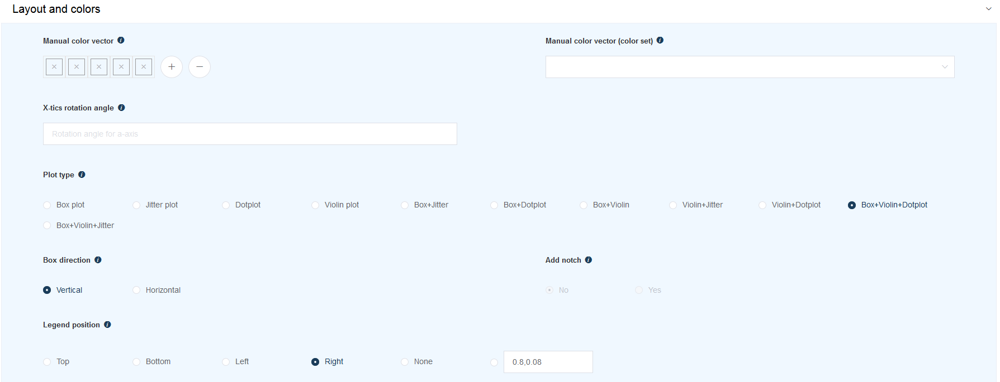 Layout and colors
Manual color vector
Manual color vector (color set)
X-tics rotation angle
Rotation angle for a-axis
Plot type
Box plot Jitter plot Dotplot Violin plot Box+Jitter Box+Dotplot Box+Violin Violin+Jitter Violin+Dotplot Box+Violin+Dotplot
Box+Violin+Jitter
Box direction Add notch
Vertical Horizontal No Yes
Legend position
Top Bottom Left Right None 0.8,0.08